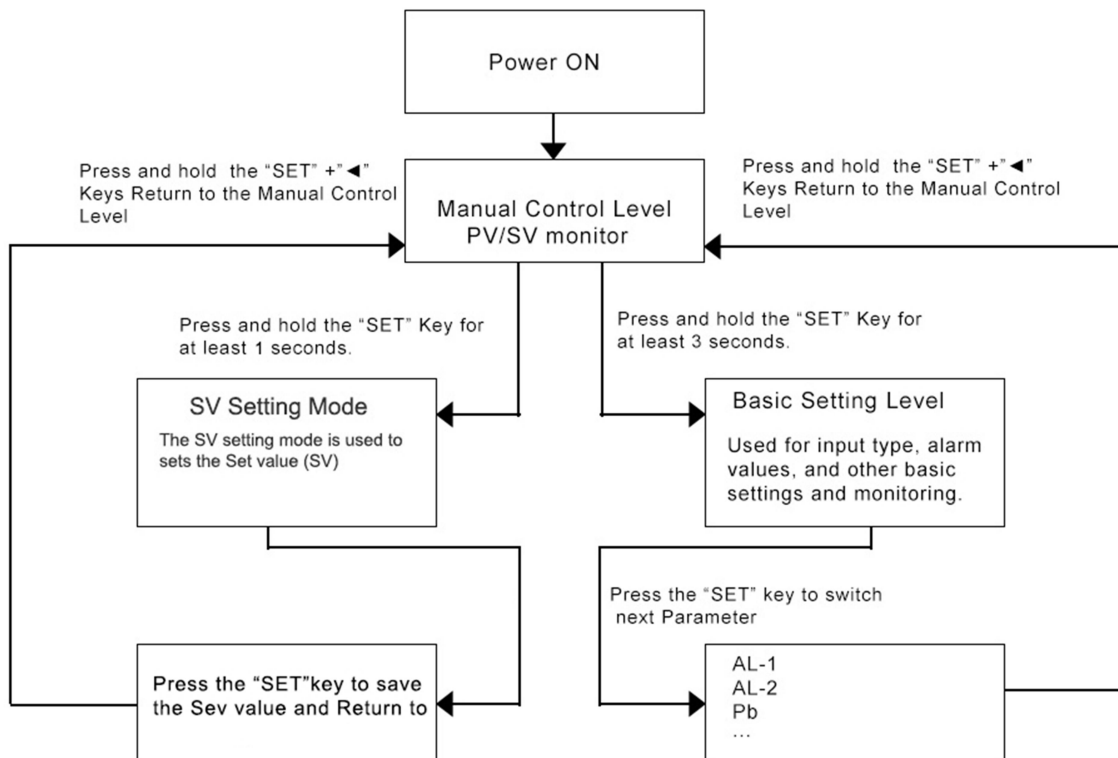 Power ON
Press and hold the “SET” +”◄”
Keys Return to the Manual Control
Level
Press and hold the “SET” +”◄”
Keys Return to the Manual Control
Level
Manual Control Level
PV/SV monitor
Press and hold the “SET” Key for
at least 1 seconds.
Press and hold the “SET” Key for
at least 3 seconds.
SV Setting Mode
The SV setting mode is used to
sets the Set value (SV)
Basic Setting Level
Used for input type, alarm
values, and other basic
settings and monitoring.
Press the “SET” key to switch
next Parameter
Press the “SET”key to save
the Sev value and Return to
AL-1
AL-2
Pb
...